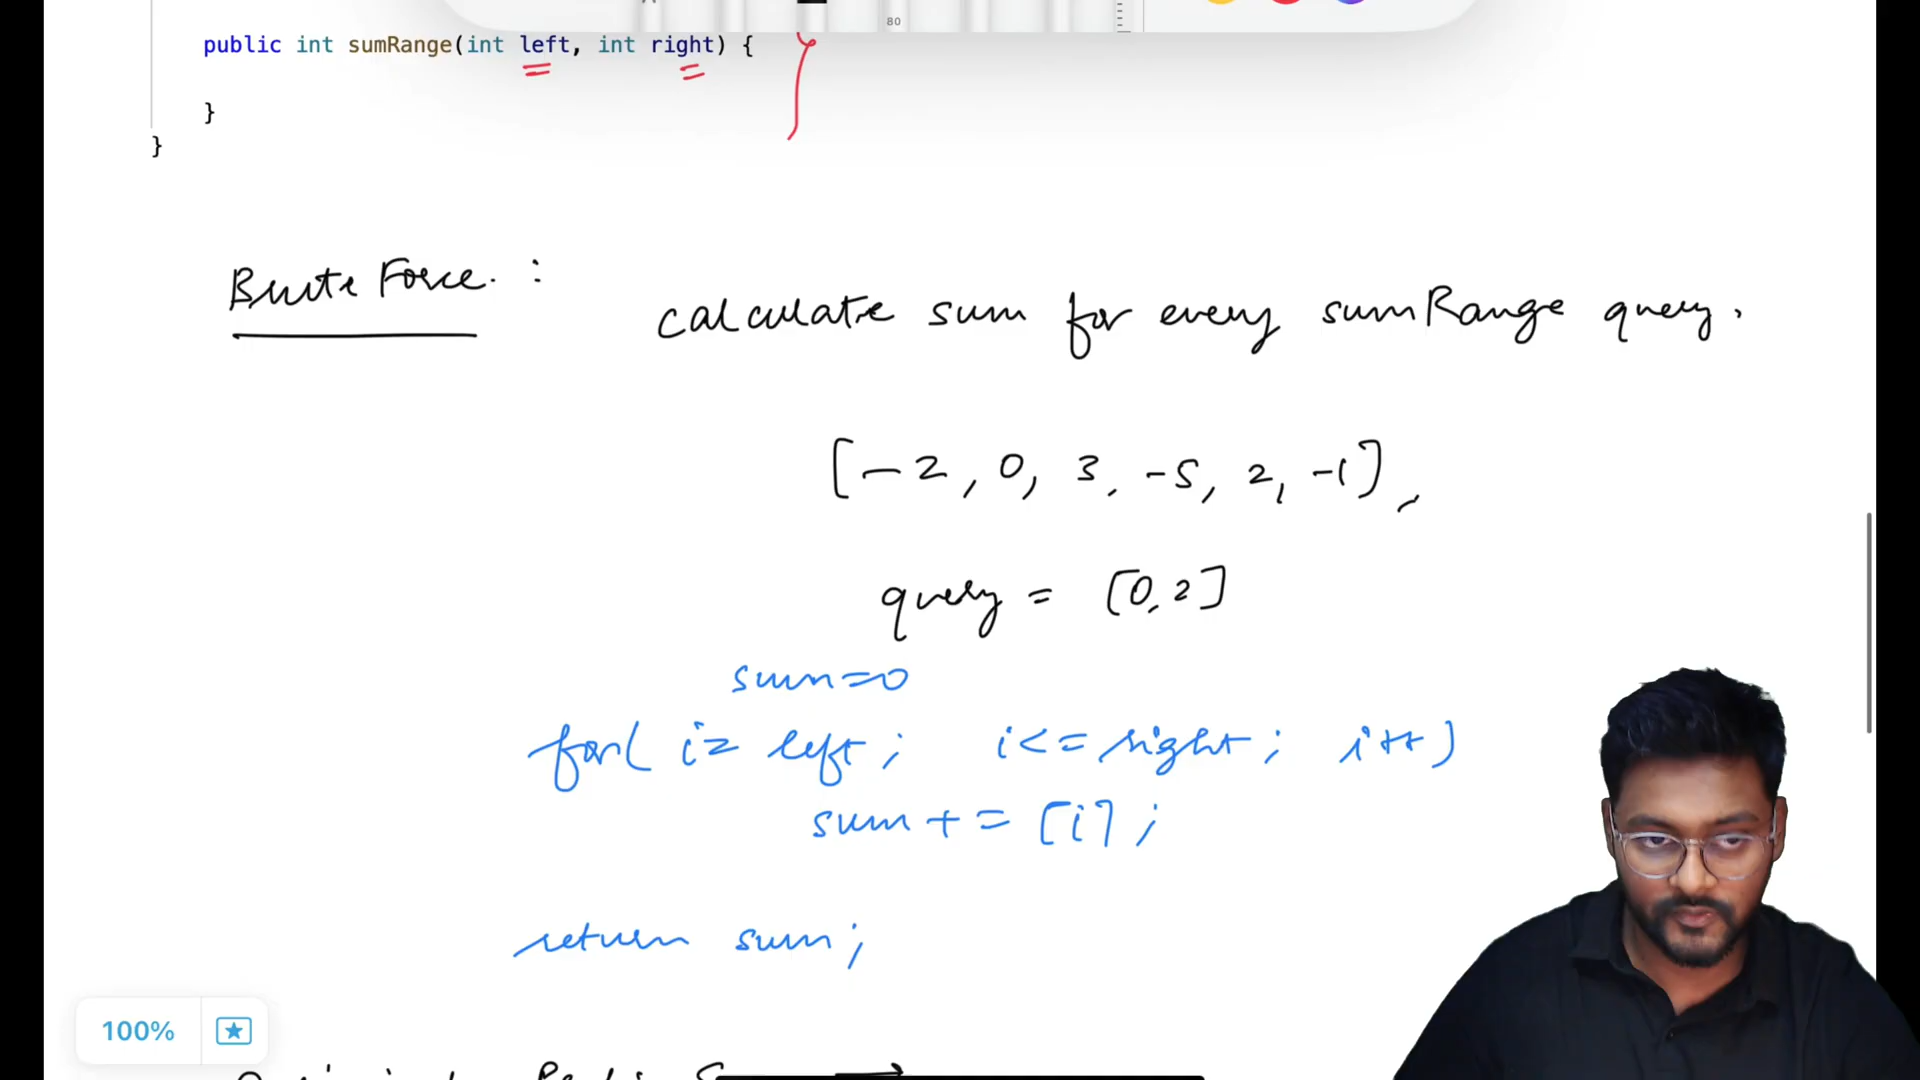 80
public int sumRange(int left, int right) {
}
}
Brute Force. :
calculate sum for every sumRange query.
[-2, 0, 3, -5, 2, -1],
query = [0, 2]
sum=0
for( i= left; i<=right; i++)
sum+ = [i];
return sum;
100%